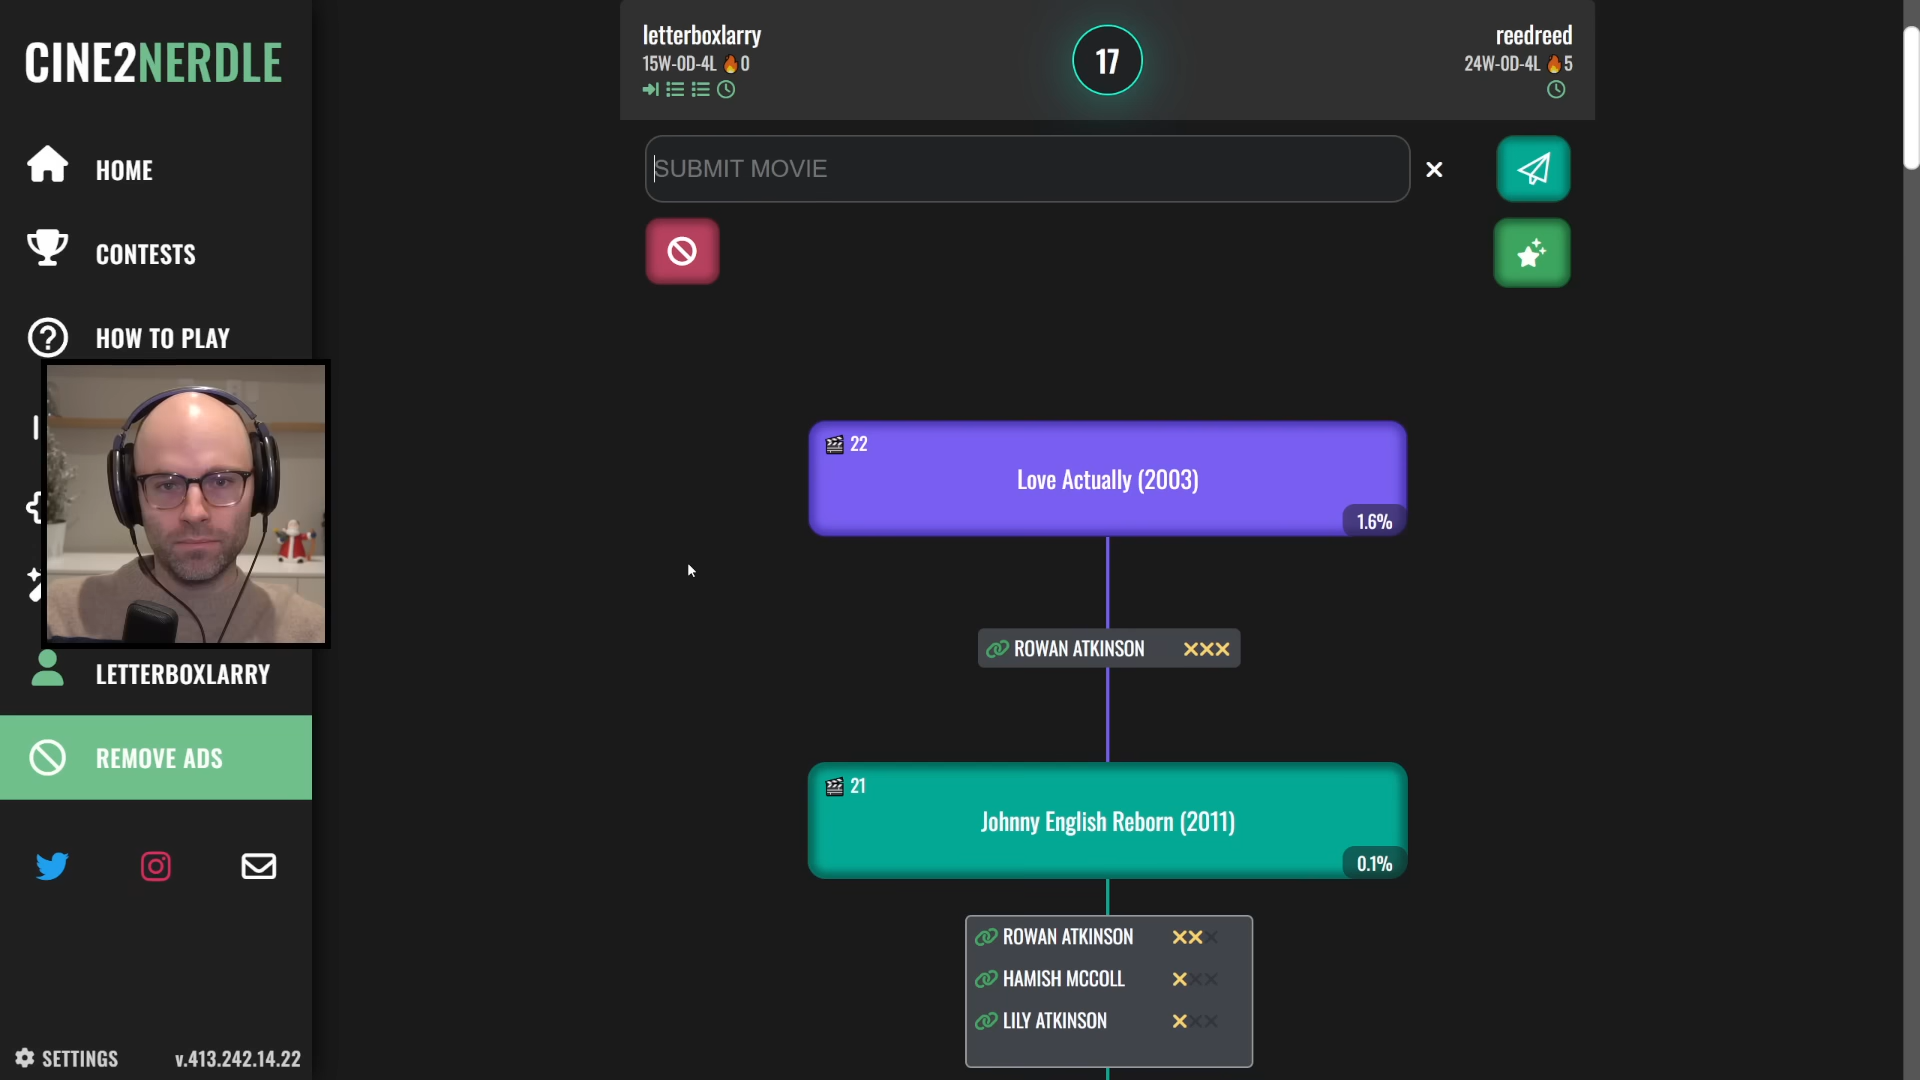 CINE2NERDLE
HOME
CONTESTS
HOW TO PLAY
LETTERBOXLARRY
REMOVE ADS
SETTINGS
v.413.242.14.22
letterboxlarry
15W-0D-4L 🔥0
17
reedreed
24W-0D-4L 🔥5
SUBMIT MOVIE
22
Love Actually (2003)
1.6%
ROWAN ATKINSON
21
Johnny English Reborn (2011)
0.1%
ROWAN ATKINSON
HAMISH MCCOLL
LILY ATKINSON